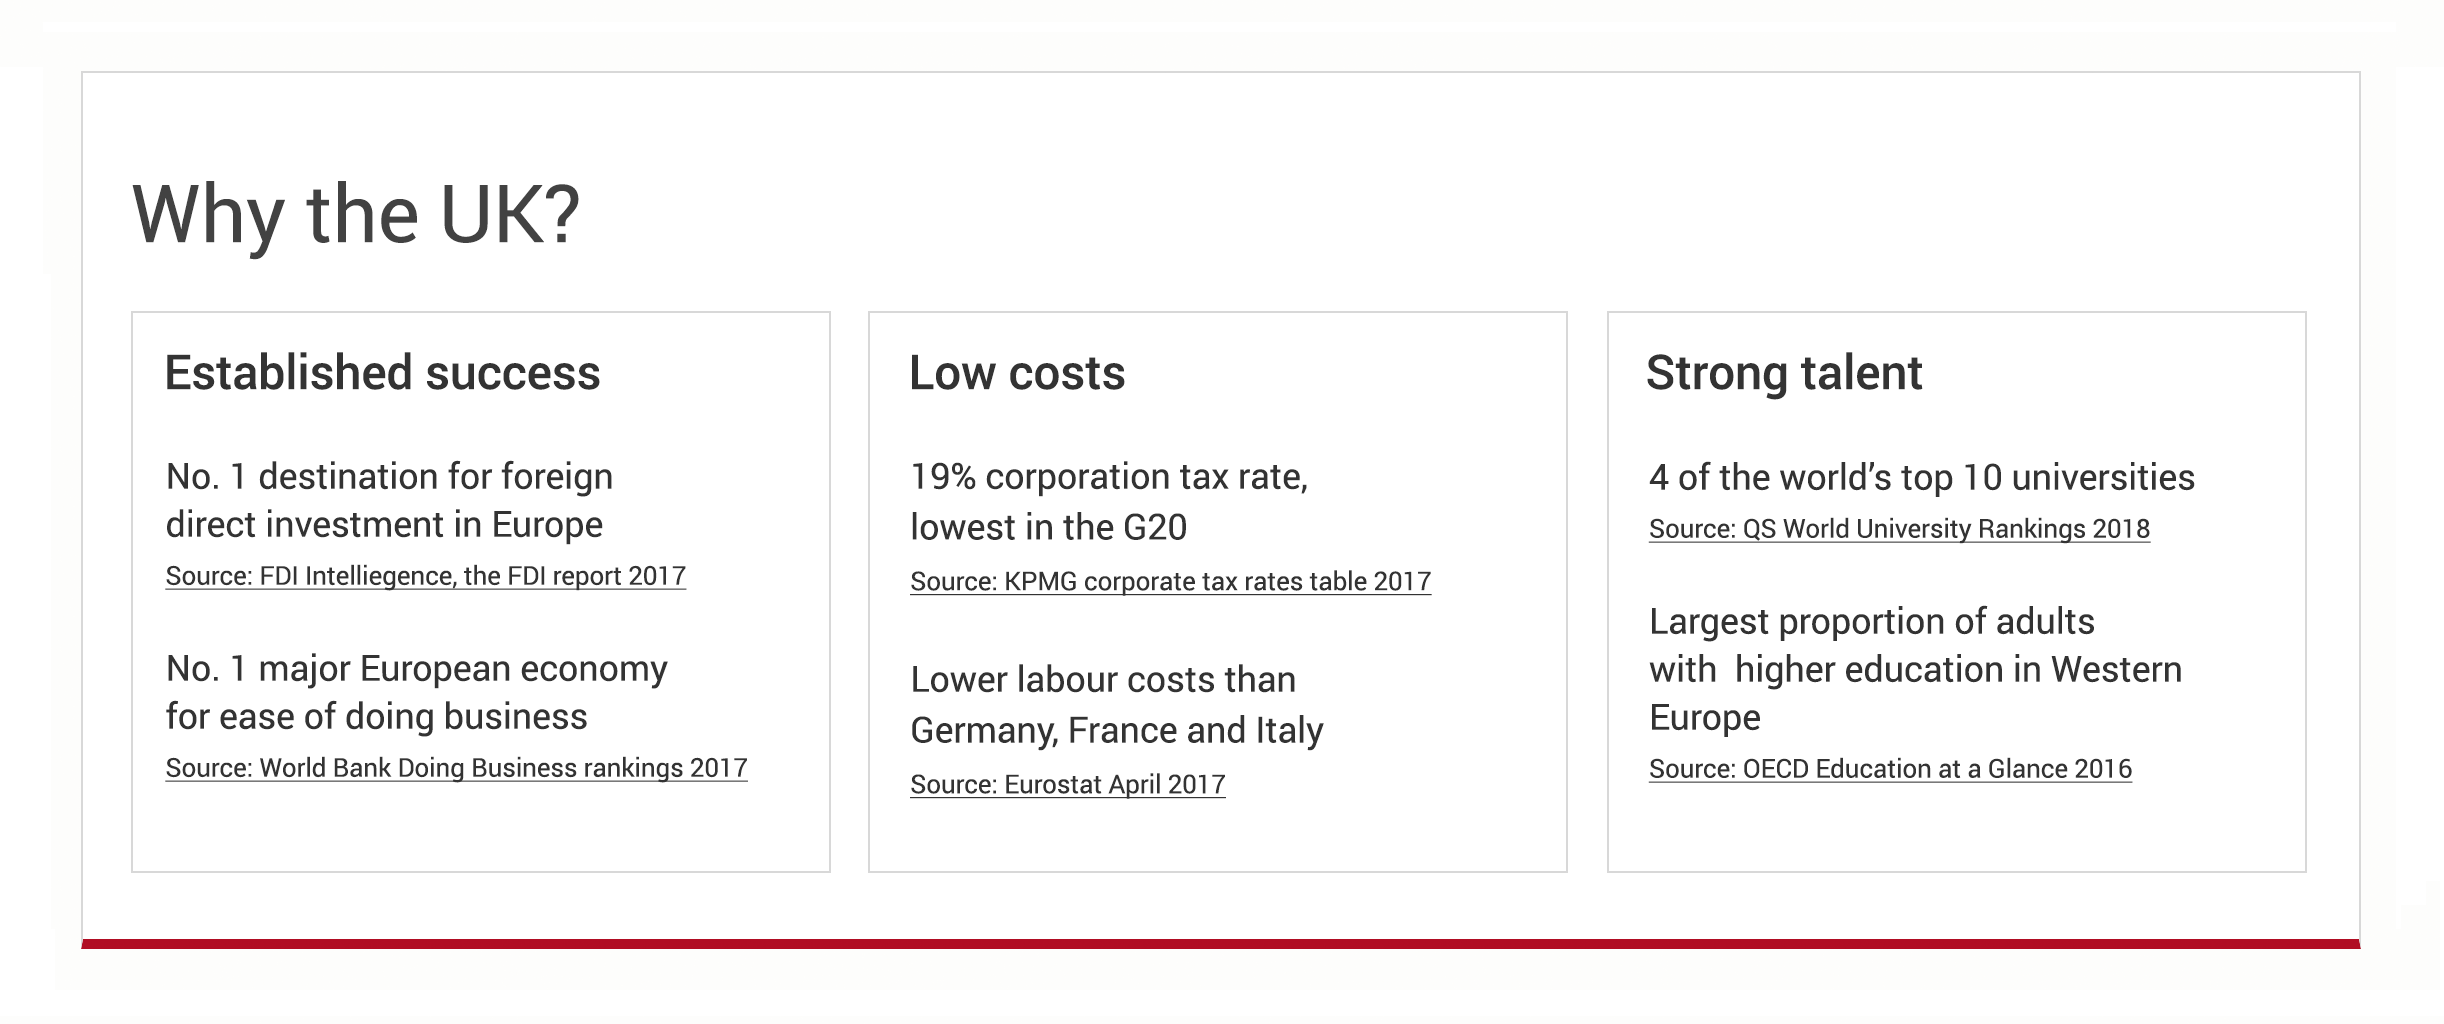 Why the UK?
Established success
No. 1 destination for foreign
direct investment in Europe
Source: FDI Intelliegence, the FDI report 2017
No. 1 major European economy
for ease of doing business
Source: World Bank Doing Business rankings 2017
Low costs
19% corporation tax rate,
lowest in the G20
Source: KPMG corporate tax rates table 2017
Lower labour costs than
Germany, France and Italy
Source: Eurostat April 2017
Strong talent
4 of the world’s top 10 universities
Source: QS World University Rankings 2018
Largest proportion of adults
with  higher education in Western
Europe
Source: OECD Education at a Glance 2016